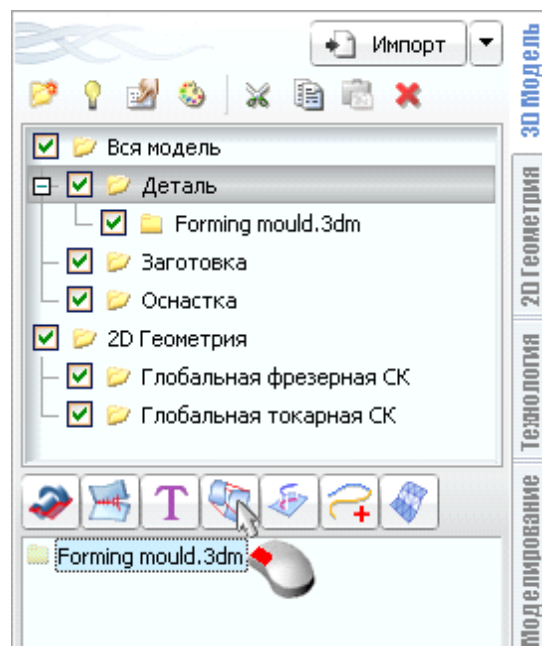 Импорт
Вся модель
Деталь
Forming mould.3dm
Заготовка
Оснастка
2D Геометрия
Глобальная фрезерная СК
Глобальная токарная СК
T
Forming mould.3dm
3D Модель
2D Геометрия
Технология
Моделирование